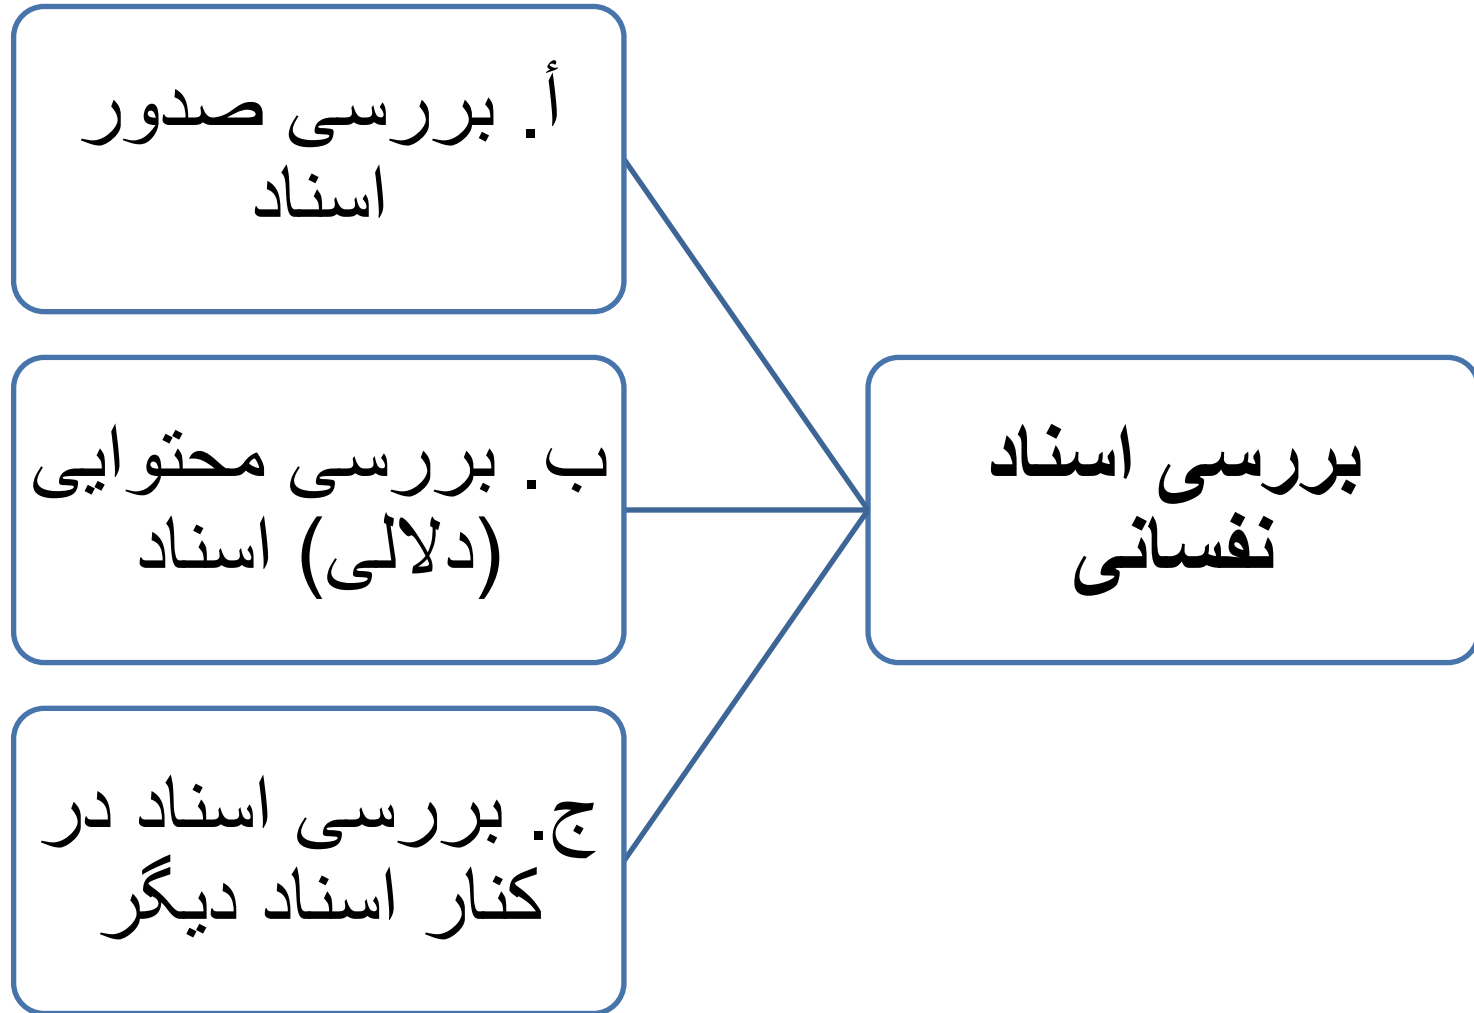 بررسی اسناد
نفسانی
أ. بررسی صدور
اسناد
ب. بررسی محتوایی
(دلالی) اسناد
ج. بررسی اسناد در
کنار اسناد دیگر